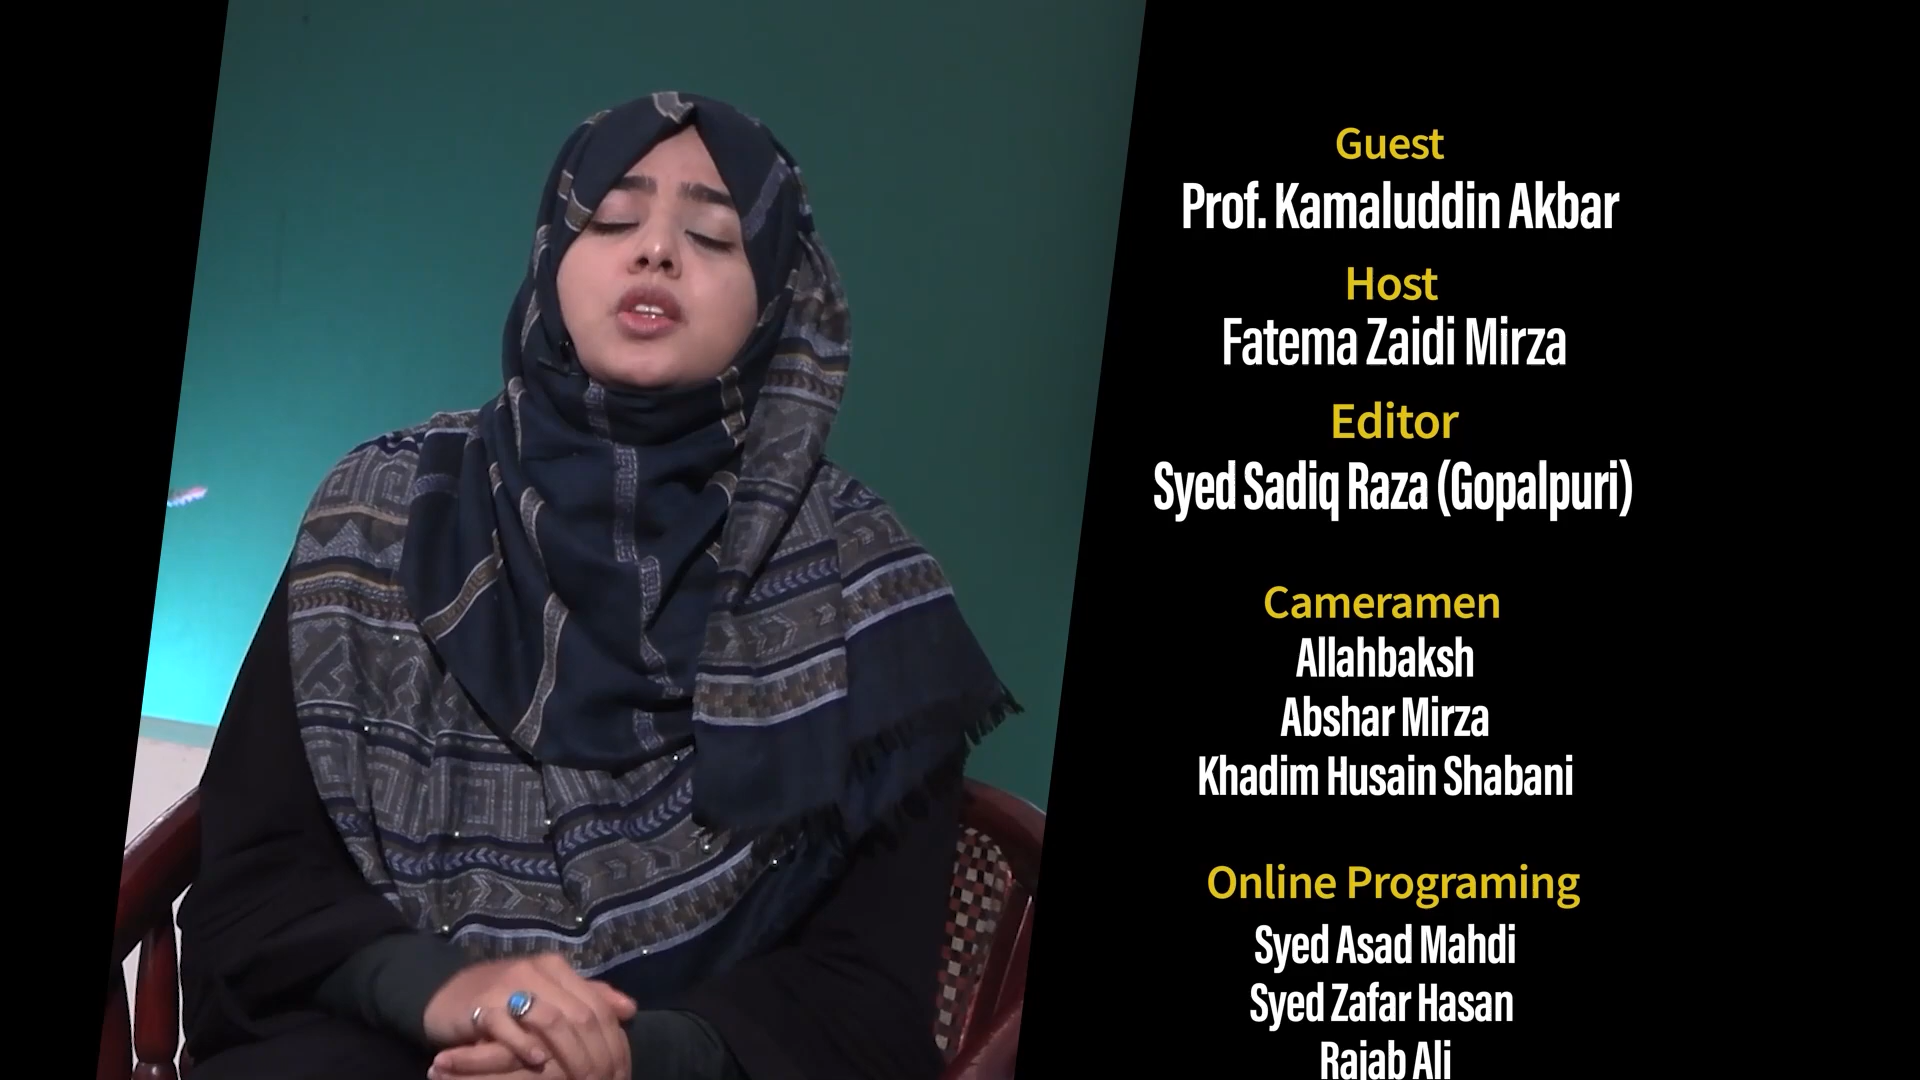 Guest
Prof. Kamaluddin Akbar
Host
Fatema Zaidi Mirza
Editor
Syed Sadiq Raza (Gopalpuri)
Cameramen
Allahbaksh
Abshar Mirza
Khadim Husain Shabani
Online Programing
Syed Asad Mahdi
Syed Zafar Hasan
Rajab Ali